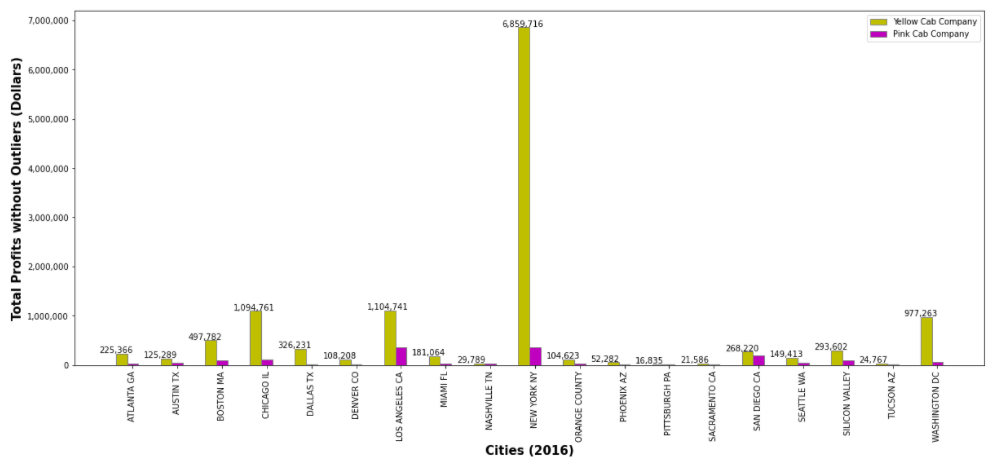 Yellow Cab Company
Pink Cab Company
Total Profits without Outliers (Dollars)
7,000,000
6,000,000
5,000,000
4,000,000
3,000,000
2,000,000
1,000,000
0
225,366
125,289
497,782
1,094,761
326,231
108,208
1,104,741
181,064
29,789
6,859,716
104,623
52,282
16,835
21,586
268,220
149,413
293,602
24,767
977,263
ATLANTA GA
AUSTIN TX
BOSTON MA
CHICAGO IL
DALLAS TX
DENVER CO
LOS ANGELES CA
MIAMI FL
NASHVILLE TN
NEW YORK NY
ORANGE COUNTY
PHOENIX AZ
PITTSBURGH PA
SACRAMENTO CA
SAN DIEGO CA
SEATTLE WA
SILICON VALLEY
TUCSON AZ
WASHINGTON DC
Cities (2016)